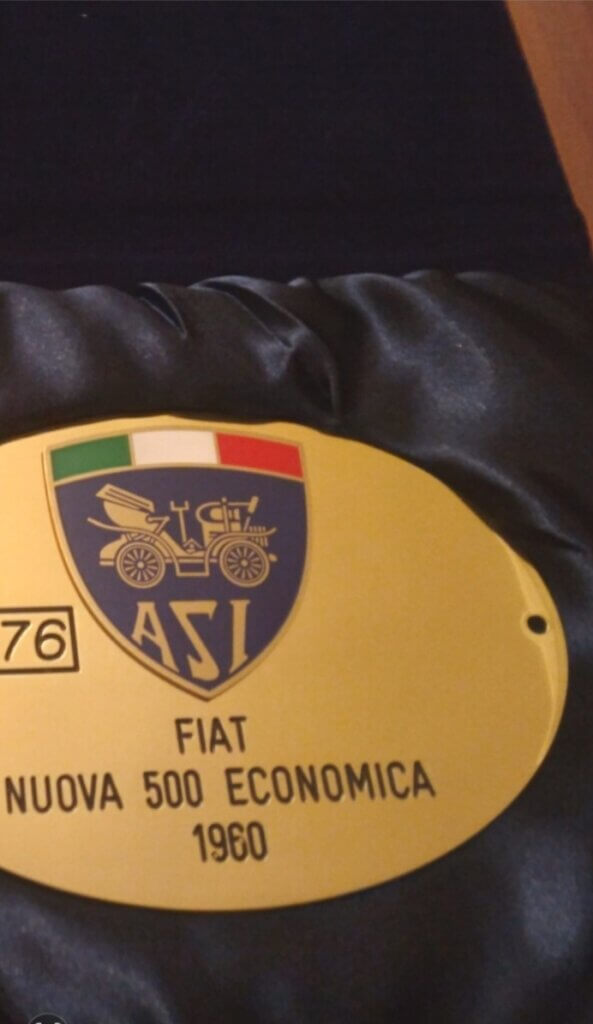 ASI
76
FIAT
NUOVA 500 ECONOMICA
1960